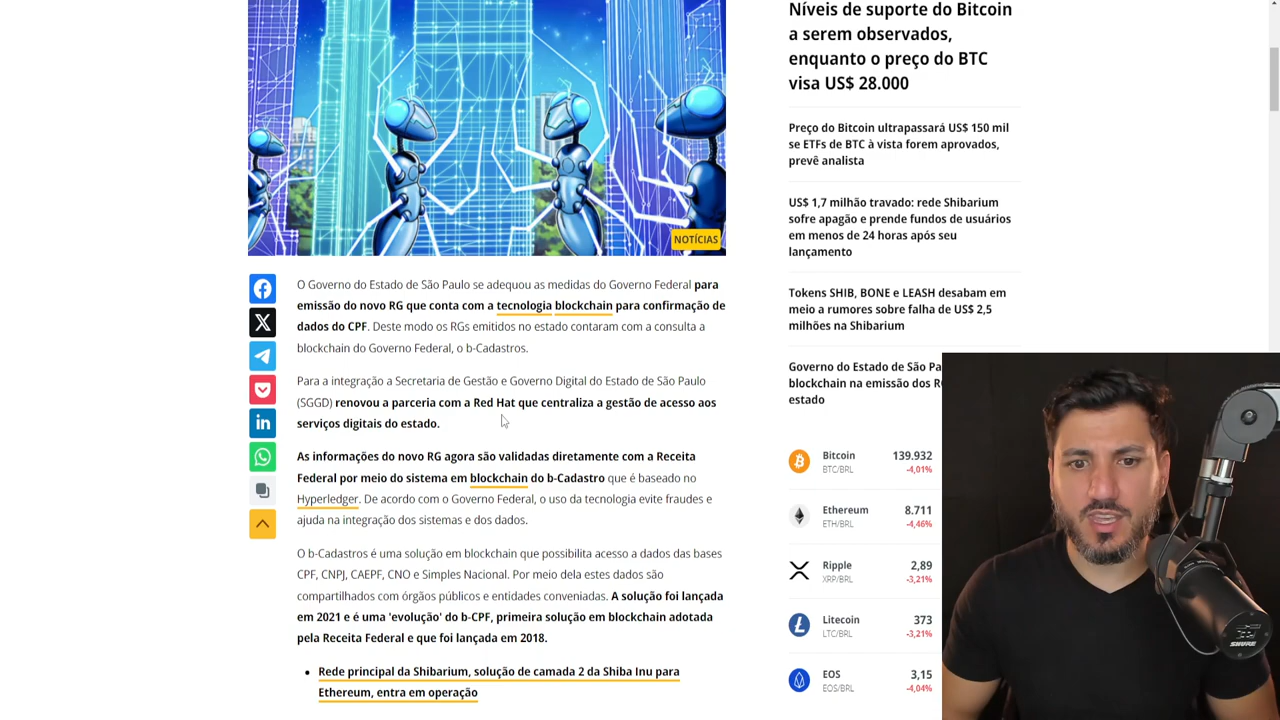 NOTÍCIAS
O Governo do Estado de São Paulo se adequou as medidas do Governo Federal para
emissão do novo RG que conta com a tecnologia blockchain para confirmação de
dados do CPF. Deste modo os RGs emitidos no estado contaram com a consulta a
blockchain do Governo Federal, o b-Cadastros.
Para a integração a Secretaria de Gestão e Governo Digital do Estado de São Paulo
(SGGD) renovou a parceria com a Red Hat que centraliza a gestão de acesso aos
serviços digitais do estado.
As informações do novo RG agora são validadas diretamente com a Receita
Federal por meio do sistema em blockchain do b-Cadastro que é baseado no
Hyperledger. De acordo com o Governo Federal, o uso da tecnologia evite fraudes e
ajuda na integração dos sistemas e dos dados.
O b-Cadastros é uma solução em blockchain que possibilita acesso a dados das bases
CPF, CNPJ, CAEPF, CNO e Simples Nacional. Por meio dela estes dados são
compartilhados com órgãos públicos e entidades conveniadas. A solução foi lançada
em 2021 e é uma 'evolução' do b-CPF, primeira solução em blockchain adotada
pela Receita Federal e que foi lançada em 2018.
• Rede principal da Shibarium, solução de camada 2 da Shiba Inu para
Ethereum, entra em operação
Níveis de suporte do Bitcoin
a serem observados,
enquanto o preço do BTC
visa US$ 28.000
Preço do Bitcoin ultrapassará US$ 150 mil
se ETFs de BTC à vista forem aprovados,
prevê analista
US$ 1,7 milhão travado: rede Shibarium
sofre apagão e prende fundos de usuários
em menos de 24 horas após seu
lançamento
Tokens SHIB, BONE e LEASH desabam em
meio a rumores sobre falha de US$ 2,5
milhões na Shibarium
Governo do Estado de São Pa
blockchain na emissão dos R
estado
Bitcoin 139.932
BTC/BRL -4,01%
Ethereum 8.711
ETH/BRL -4,46%
Ripple 2,89
XRP/BRL -3,21%
Litecoin 373
LTC/BRL -3,21%
EOS 3,15
EOS/BRL -4,04%
SHURE